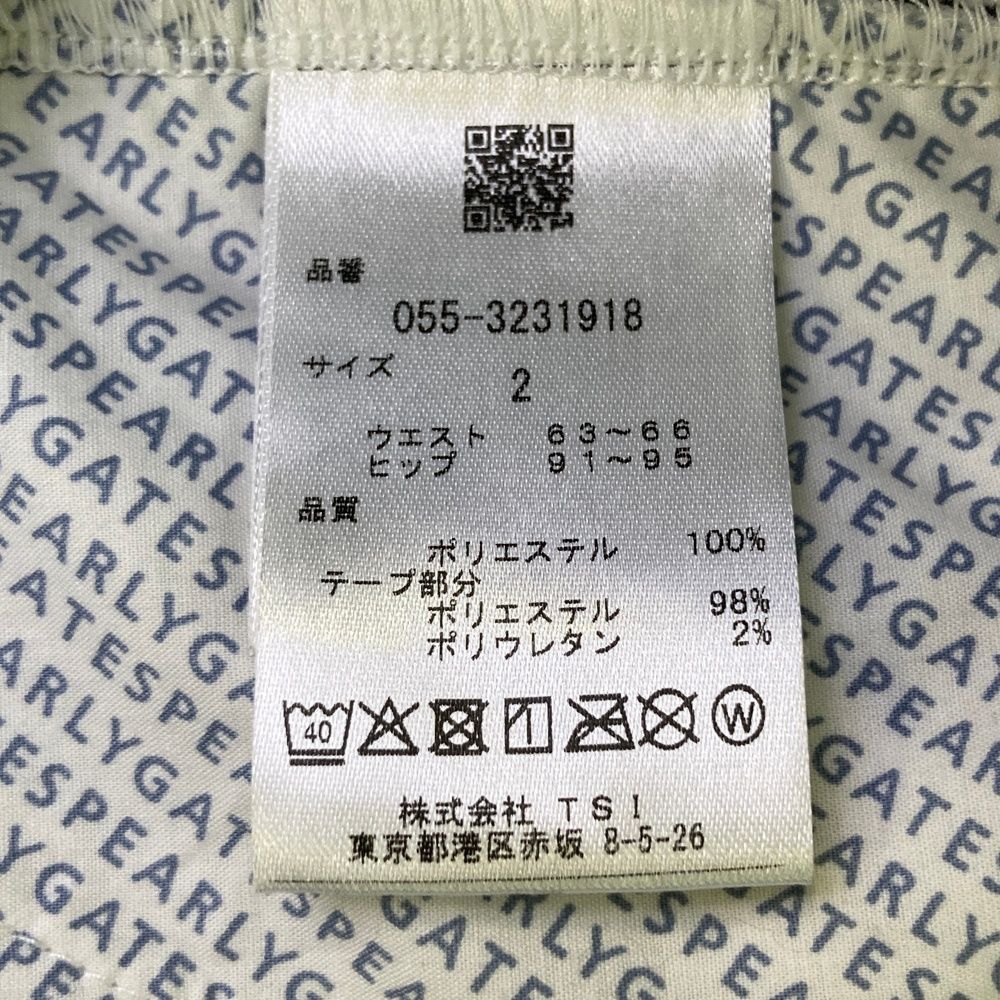 品番
055-3231918
サイズ
2
ウエスト 63～66
ヒップ 91～95
品質
ポリエステル 100%
テープ部分
ポリエステル 98%
ポリウレタン 2%
40
W
株式会社 TSI
東京都港区赤坂 8-5-26
PEARLYGATES